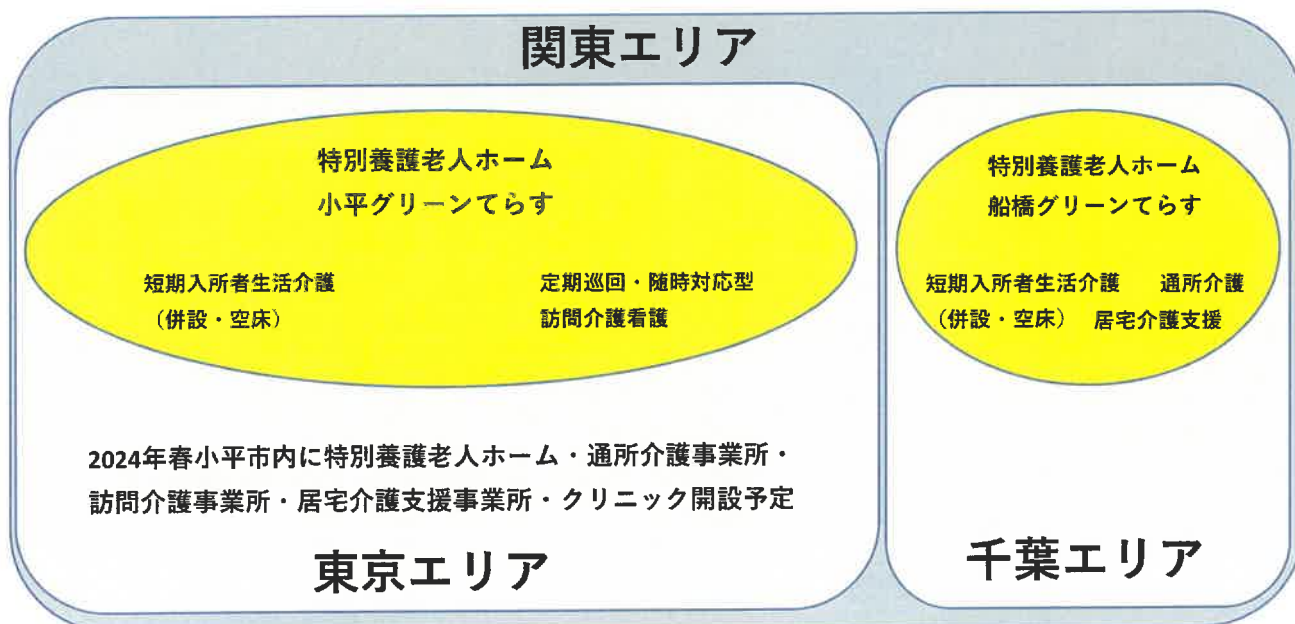 関東エリア
特別養護老人ホーム
小平グリーンてらす
短期入所者生活介護
（併設・空床）
定期巡回・随時対応型
訪問介護看護
2024年春小平市内に特別養護老人ホーム・通所介護事業所・
訪問介護事業所・居宅介護支援事業所・クリニック開設予定
東京エリア
特別養護老人ホーム
船橋グリーンてらす
短期入所者生活介護 通所介護
（併設・空床） 居宅介護支援
千葉エリア